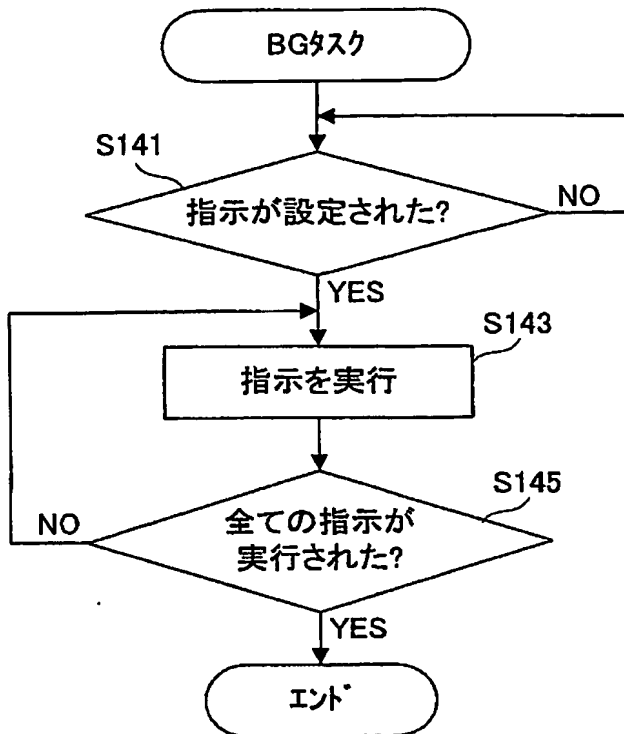 BGﾀｽｸ
S141
指示が設定された?
NO
YES
S143
指示を実行
S145
全ての指示が
実行された?
NO
YES
ｴﾝﾄﾞ